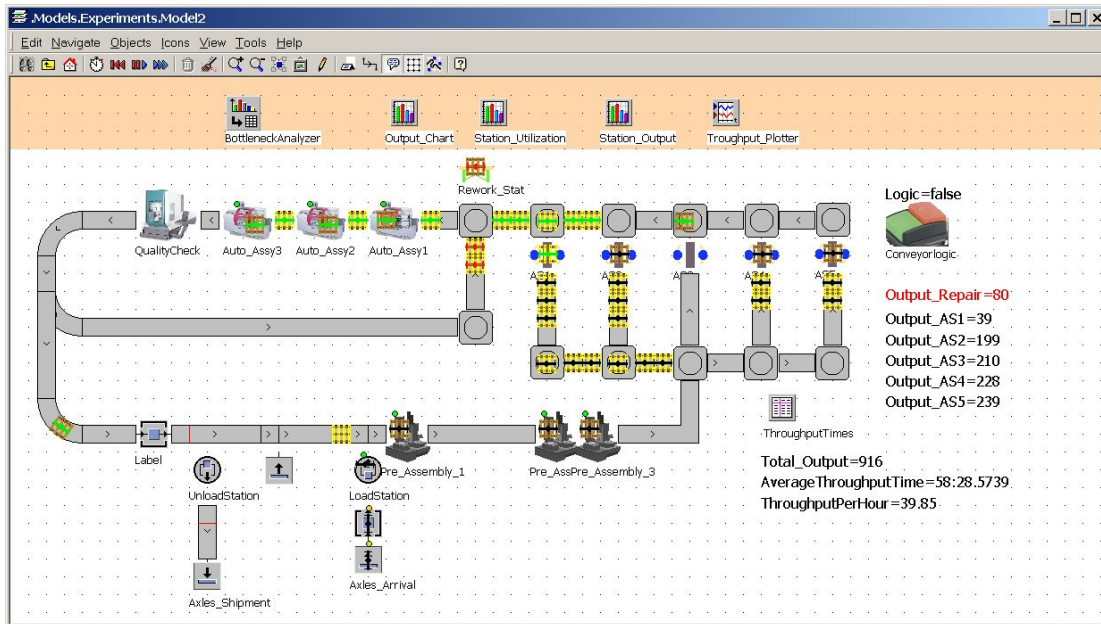 .Models.Experiments.Model2
Edit Navigate Objects Icons View Tools Help
BottleneckAnalyzer
Output_Chart
Station_Utilization
Station_Output
Troughput_Plotter
Rework_Stat
Logic=false
QualityCheck
Auto_Assy3
Auto_Assy2
Auto_Assy1
Conveyorlogic
Output_Repair=80
Output_AS1=39
Output_AS2=199
Output_AS3=210
Output_AS4=228
Output_AS5=239
ThroughputTimes
Label
Pre_Assembly_1
Pre_Ass
Pre_Assembly_3
Total_Output=916
AverageThroughputTime=58:28.5739
ThroughputPerHour=39.85
UnloadStation
LoadStation
Axles_Arrival
Axles_Shipment